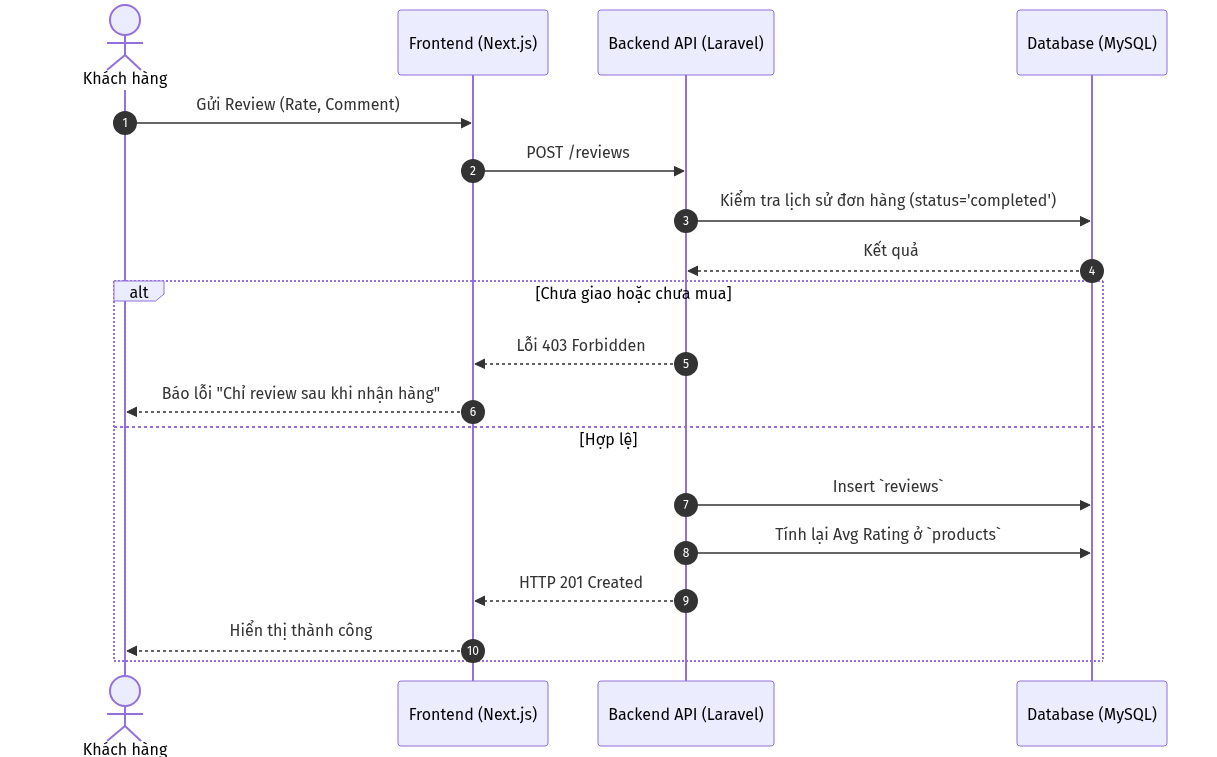 Khách hàng
Frontend (Next.js)
Backend API (Laravel)
Database (MySQL)
Gửi Review (Rate, Comment)
1
POST /reviews
2
Kiểm tra lịch sử đơn hàng (status='completed')
3
Kết quả
4
alt
[Chưa giao hoặc chưa mua]
Lỗi 403 Forbidden
5
Báo lỗi "Chỉ review sau khi nhận hàng"
6
[Hợp lệ]
Insert `reviews`
7
Tính lại Avg Rating ở `products`
8
HTTP 201 Created
9
Hiển thị thành công
10
Khách hàng
Frontend (Next.js)
Backend API (Laravel)
Database (MySQL)